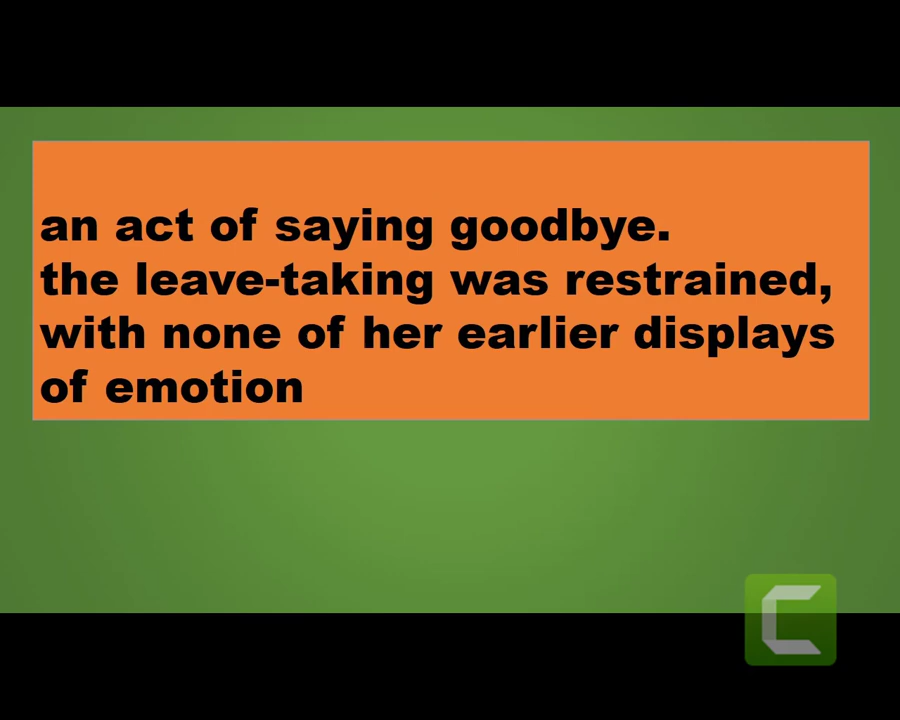 an act of saying goodbye.
the leave-taking was restrained,
with none of her earlier displays
of emotion